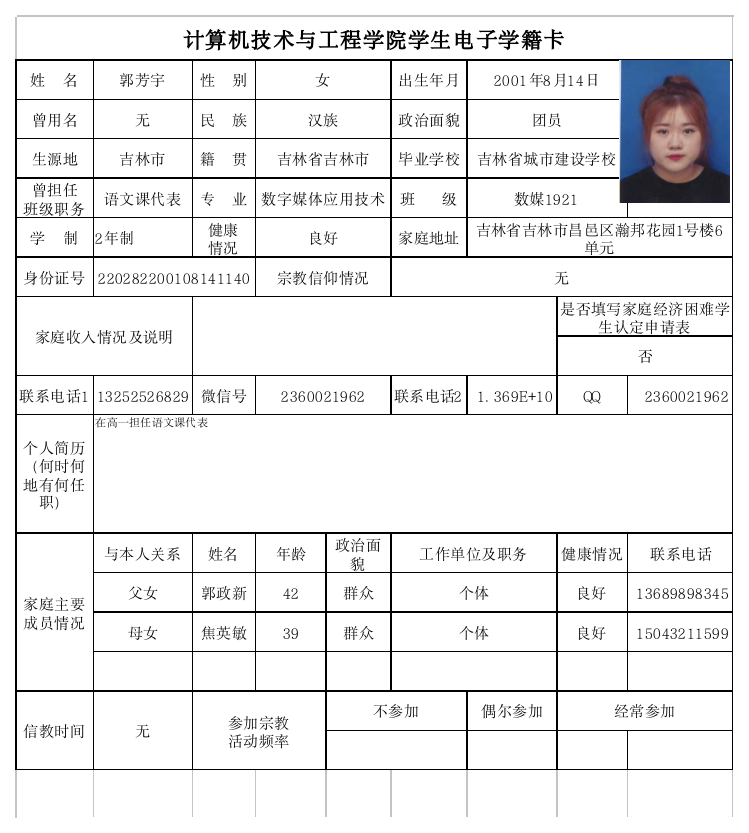 计算机技术与工程学院学生电子学籍卡
姓 名 郭芳宇 性 别 女 出生年月 2001年8月14日
曾用名 无 民 族 汉族 政治面貌 团员
生源地 吉林市 籍 贯 吉林省吉林市 毕业学校 吉林省城市建设学校
曾担任
班级职务 语文课代表 专 业 数字媒体应用技术 班 级 数媒1921
学 制 2年制 健康
情况 良好 家庭地址 吉林省吉林市昌邑区瀚邦花园1号楼6
单元
身份证号 220282200108141140 宗教信仰情况 无
家庭收入情况及说明 是否填写家庭经济困难学
生认定申请表
否
联系电话1 13252526829 微信号 2360021962 联系电话2 1.369E+10 QQ 2360021962
个人简历
(何时何
地有何任
职) 在高一担任语文课代表
家庭主要
成员情况 与本人关系 姓名 年龄 政治面
貌 工作单位及职务 健康情况 联系电话
父女 郭政新 42 群众 个体 良好 13689898345
母女 焦英敏 39 群众 个体 良好 15043211599
信教时间 无 参加宗教
活动频率 不参加 偶尔参加 经常参加